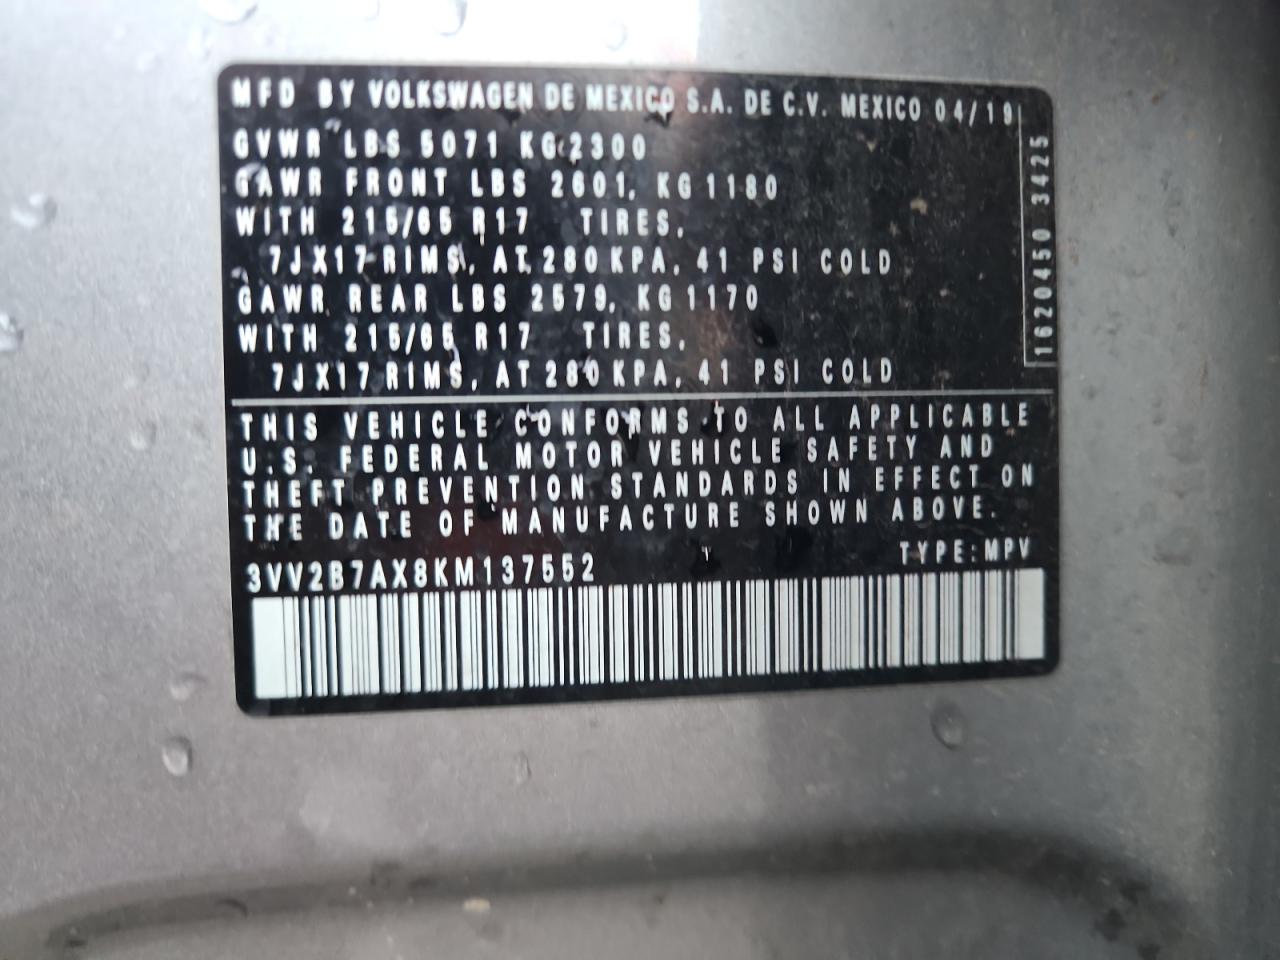 MFD BY VOLKSWAGEN DE MEXICO S.A. DE C.V. MEXICO 04/19
GVWR LBS 5071 KG 2300
GAWR FRONT LBS 2601, KG 1180
WITH 215/65 R17 TIRES,
7JX17 RIMS, AT 280 KPA, 41 PSI COLD
GAWR REAR LBS 2579, KG 1170
WITH 215/65 R17 TIRES,
7JX17 RIMS, AT 280 KPA, 41 PSI COLD
1620450 3425
THIS VEHICLE CONFORMS TO ALL APPLICABLE
U.S. FEDERAL MOTOR VEHICLE SAFETY AND
THEFT PREVENTION STANDARDS IN EFFECT ON
THE DATE OF MANUFACTURE SHOWN ABOVE.
3VV2B7AX8KM137552 TYPE:MPV